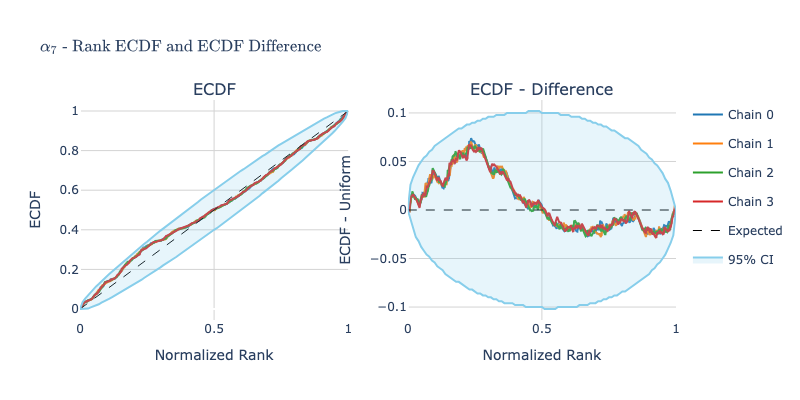 α₇ - Rank ECDF and ECDF Difference
ECDF
ECDF - Difference
ECDF
1
0.8
0.6
0.4
0.2
0
0
0.5
1
Normalized Rank
ECDF - Uniform
0.1
0.05
0
−0.05
−0.1
0
0.5
1
Normalized Rank
Chain 0
Chain 1
Chain 2
Chain 3
Expected
95% CI